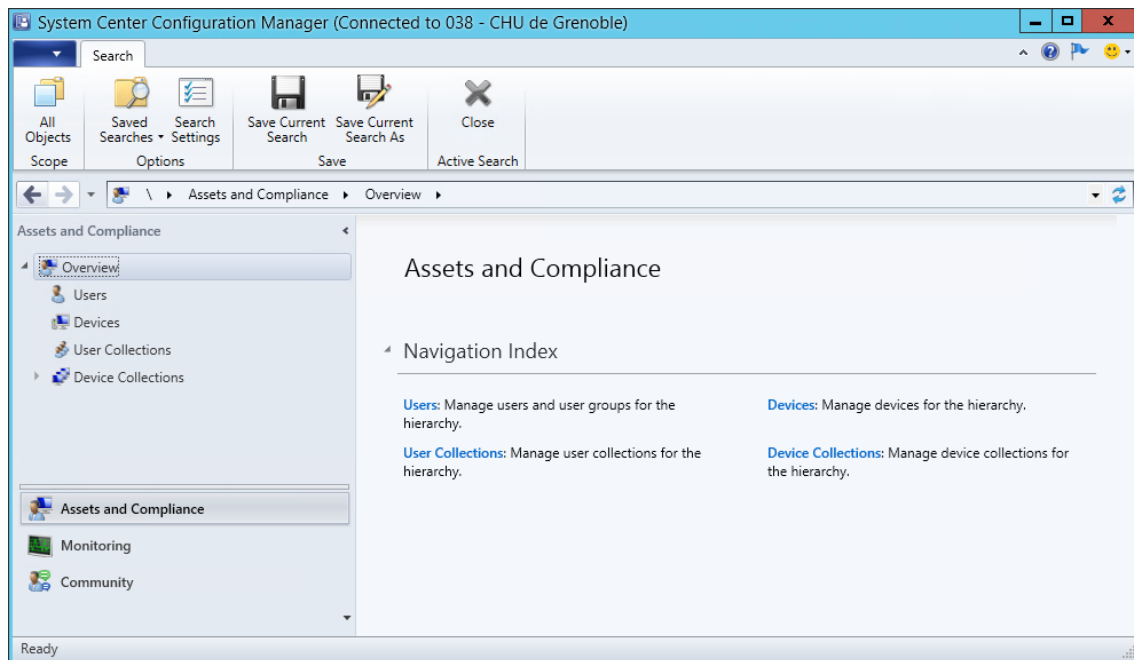 System Center Configuration Manager (Connected to 038 - CHU de Grenoble)
Search
All
Objects
Saved
Searches
Search
Settings
Save Current
Search
Save Current
Search As
Close
Scope
Options
Save
Active Search
\ Assets and Compliance Overview
Assets and Compliance
Overview
Users
Devices
User Collections
Device Collections
Assets and Compliance
Monitoring
Community
Assets and Compliance
Navigation Index
Users: Manage users and user groups for the
hierarchy.
Devices: Manage devices for the hierarchy.
User Collections: Manage user collections for the
hierarchy.
Device Collections: Manage device collections for
the hierarchy.
Ready